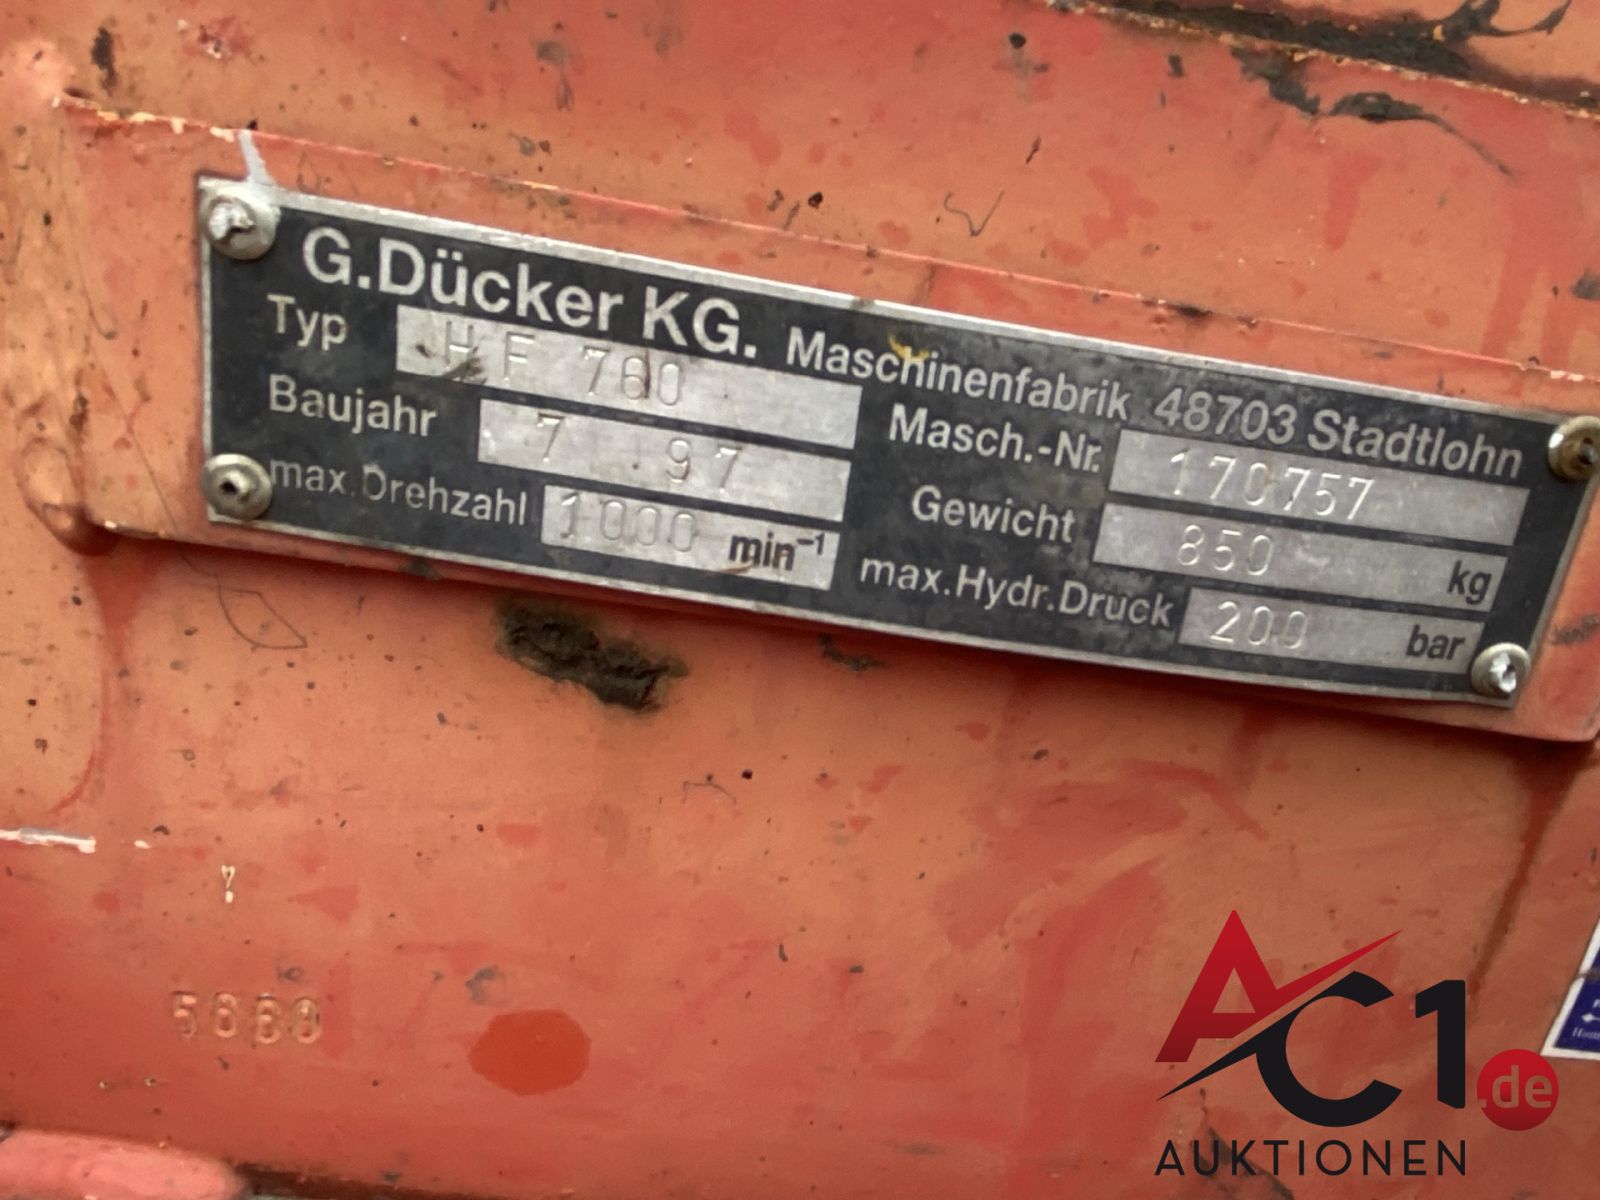 G.Dücker KG. Maschinenfabrik 48703 Stadtlohn
Typ HF 780
Baujahr 7 97
max.Drehzahl 1000 min⁻¹
Masch.-Nr. 170757
Gewicht 850 kg
max.Hydr.Druck 200 bar
AC1.de
AUKTIONEN